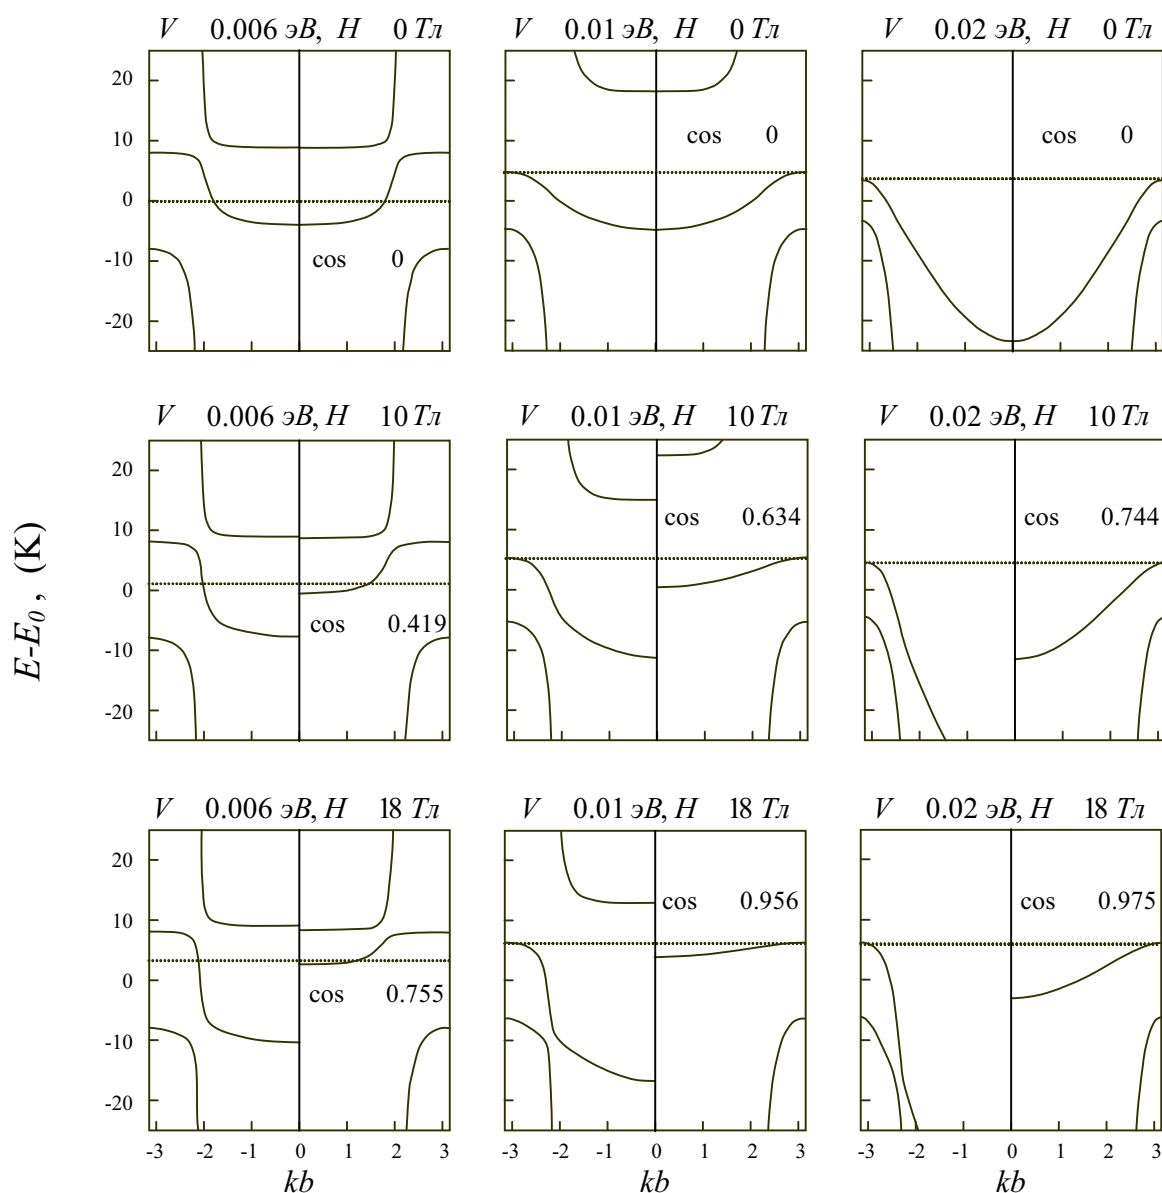 V 0.006 эВ, H 0 Тл
V 0.01 эВ, H 0 Тл
V 0.02 эВ, H 0 Тл
20
10
0
-10
-20
cos 0
cos 0
cos 0
V 0.006 эВ, H 10 Тл
V 0.01 эВ, H 10 Тл
V 0.02 эВ, H 10 Тл
E-E0 , (K)
20
10
0
-10
-20
cos 0.419
cos 0.634
cos 0.744
V 0.006 эВ, H 18 Тл
V 0.01 эВ, H 18 Тл
V 0.02 эВ, H 18 Тл
20
10
0
-10
-20
cos 0.755
cos 0.956
cos 0.975
-3 -2 -1 0 1 2 3
-3 -2 -1 0 1 2 3
-3 -2 -1 0 1 2 3
kb
kb
kb